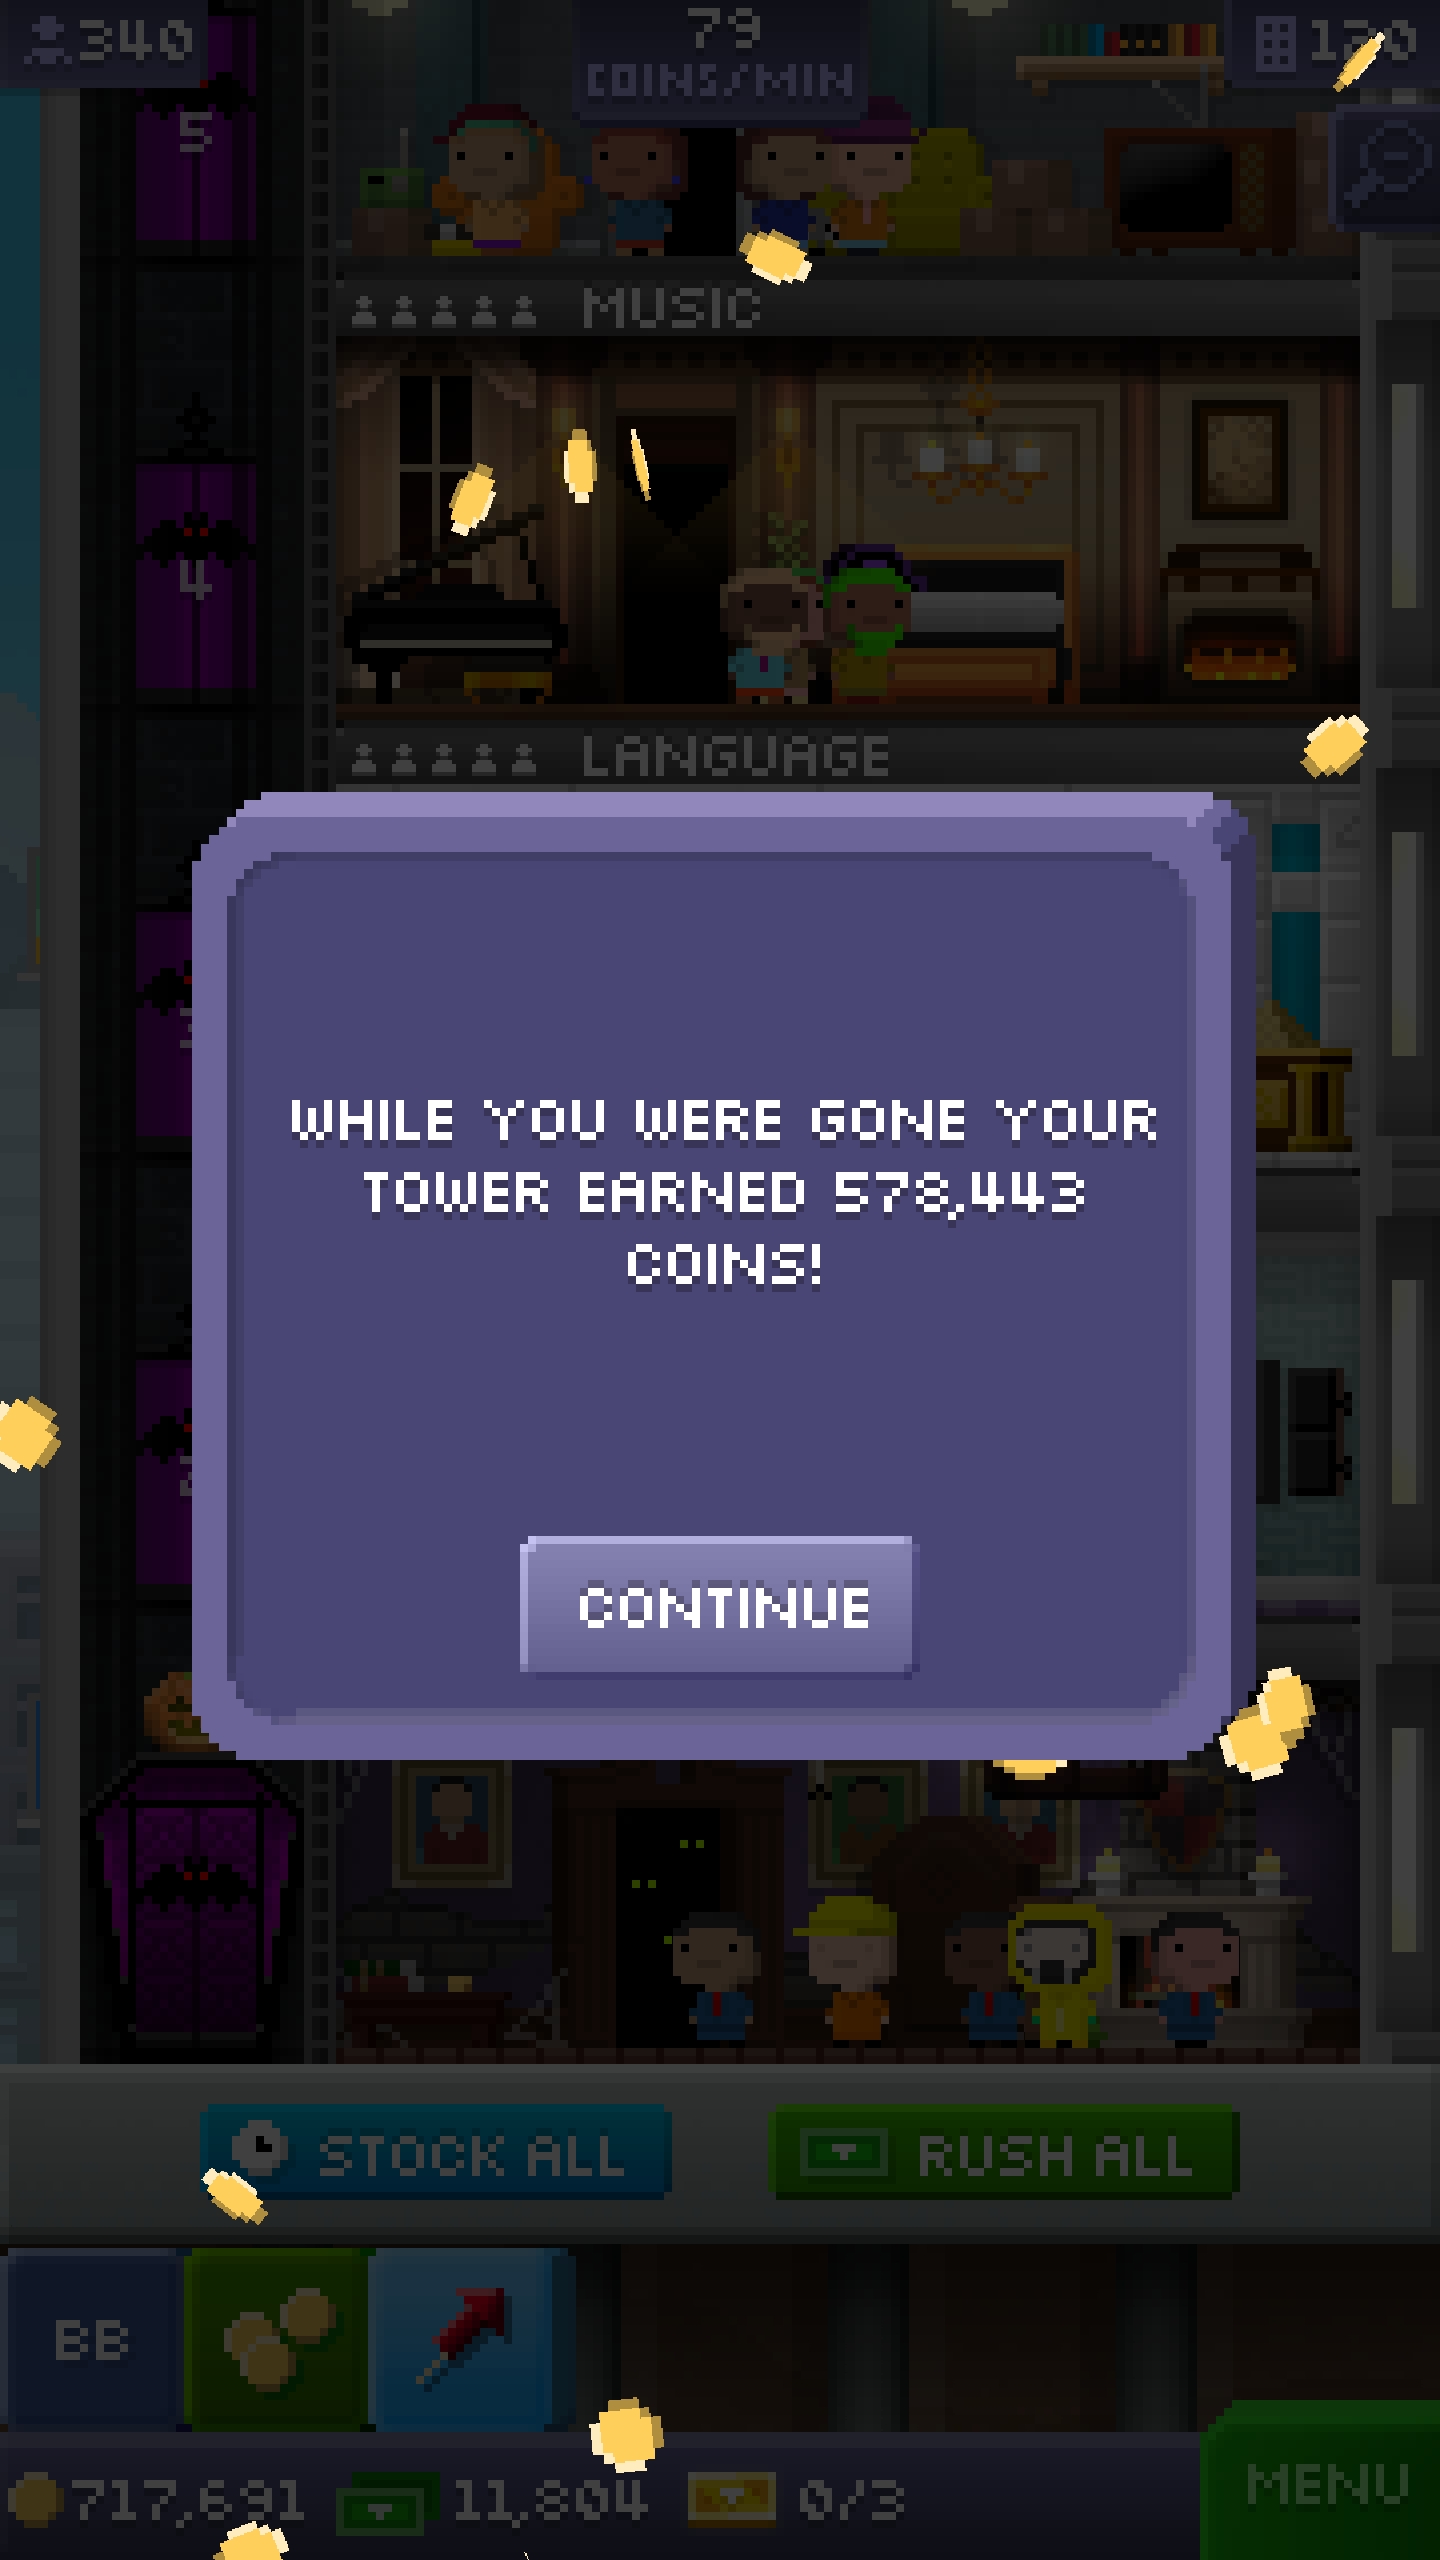 340
79
COINS/MIN
120
5
MUSIC
4
LANGUAGE
WHILE YOU WERE GONE YOUR
TOWER EARNED 578,443
COINS!
CONTINUE
STOCK ALL
RUSH ALL
BB
717,691
11,804
0/3
MENU